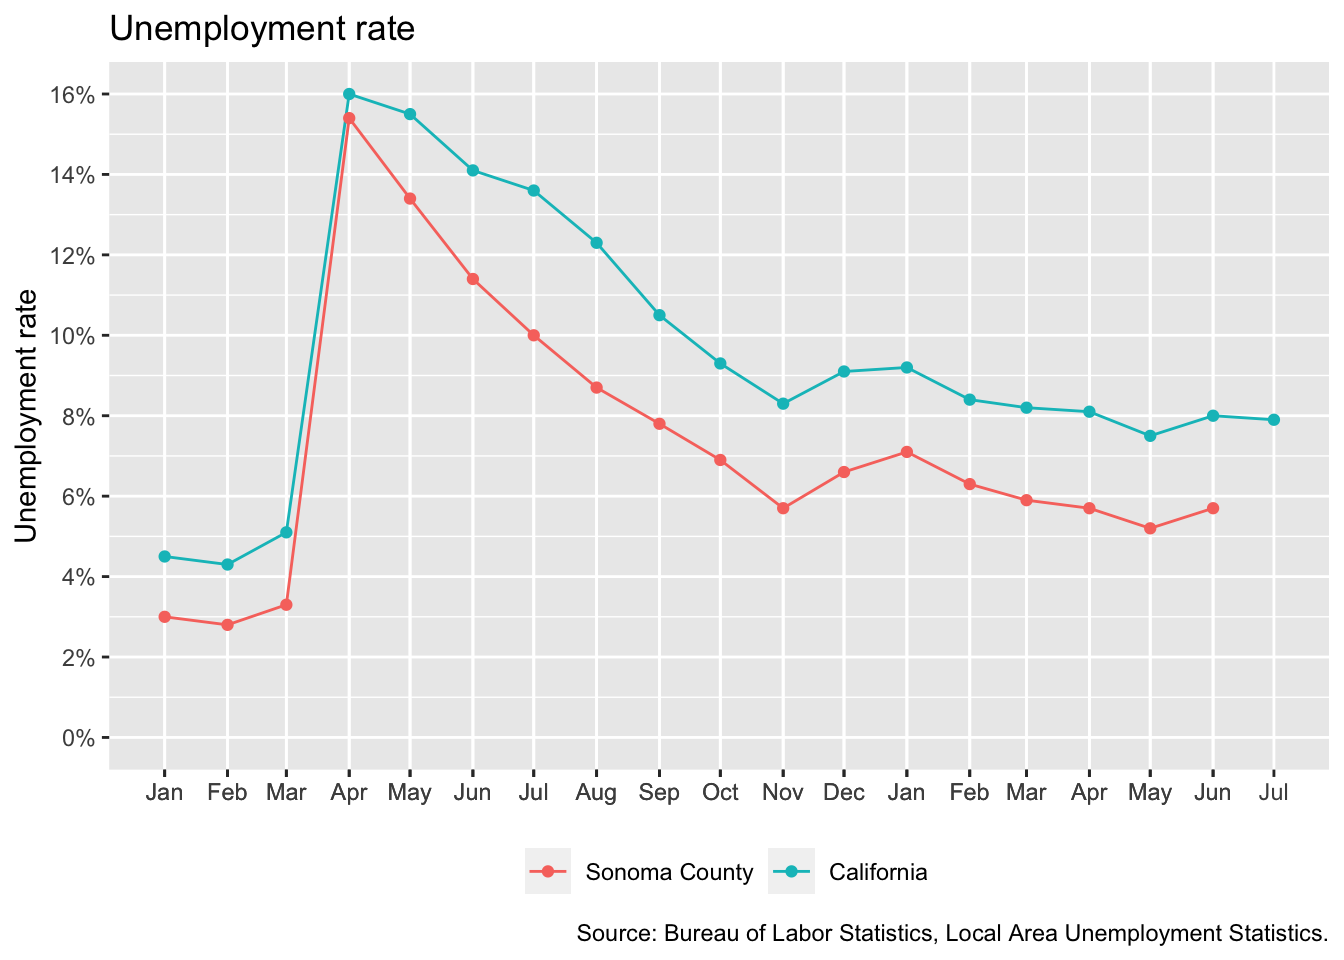 Unemployment rate
Unemployment rate
16%
14%
12%
10%
8%
6%
4%
2%
0%
Jan Feb Mar Apr May Jun Jul Aug Sep Oct Nov Dec Jan Feb Mar Apr May Jun Jul
Sonoma County California
Source: Bureau of Labor Statistics, Local Area Unemployment Statistics.